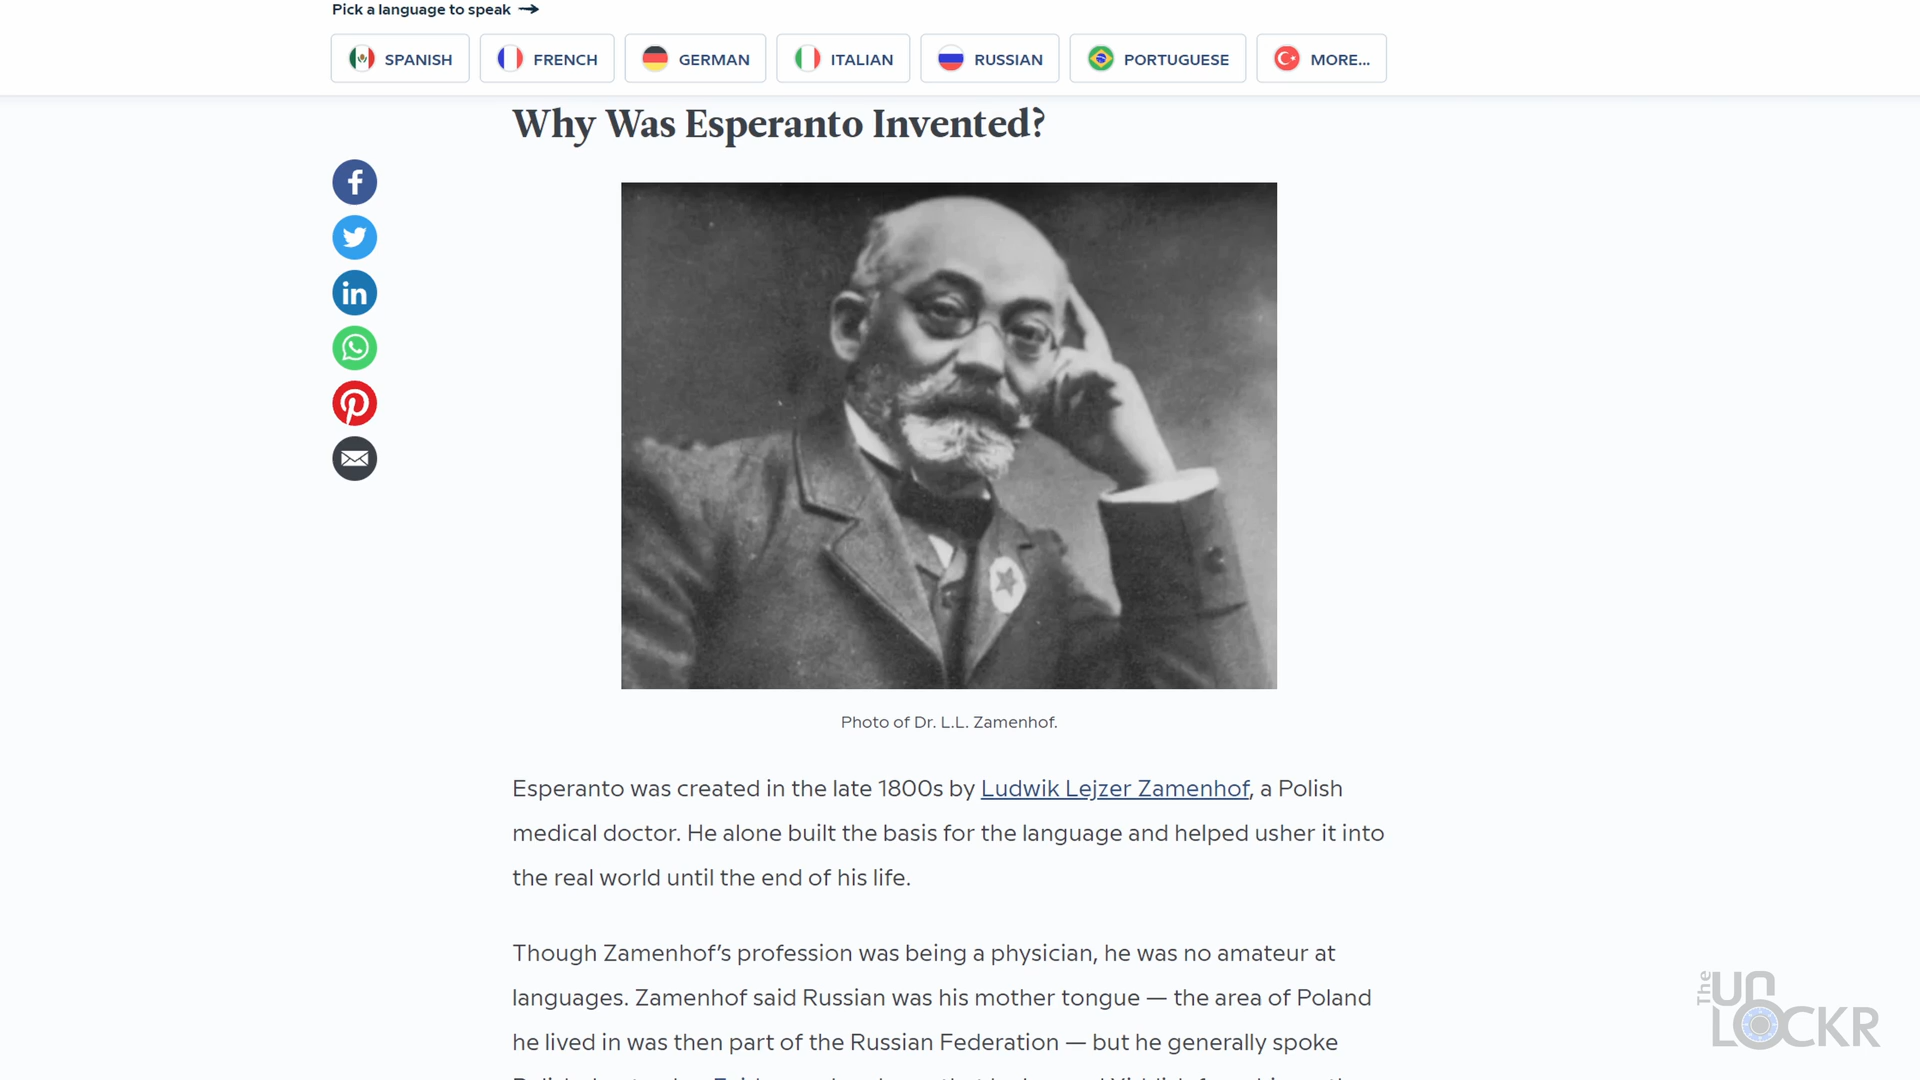 Pick a language to speak →
SPANISH FRENCH GERMAN ITALIAN RUSSIAN PORTUGUESE MORE...
Why Was Esperanto Invented?
Photo of Dr. L.L. Zamenhof.
Esperanto was created in the late 1800s by Ludwik Lejzer Zamenhof, a Polish
medical doctor. He alone built the basis for the language and helped usher it into
the real world until the end of his life.
Though Zamenhof’s profession was being a physician, he was no amateur at
languages. Zamenhof said Russian was his mother tongue — the area of Poland
he lived in was then part of the Russian Federation — but he generally spoke
The
UN
LOCKR